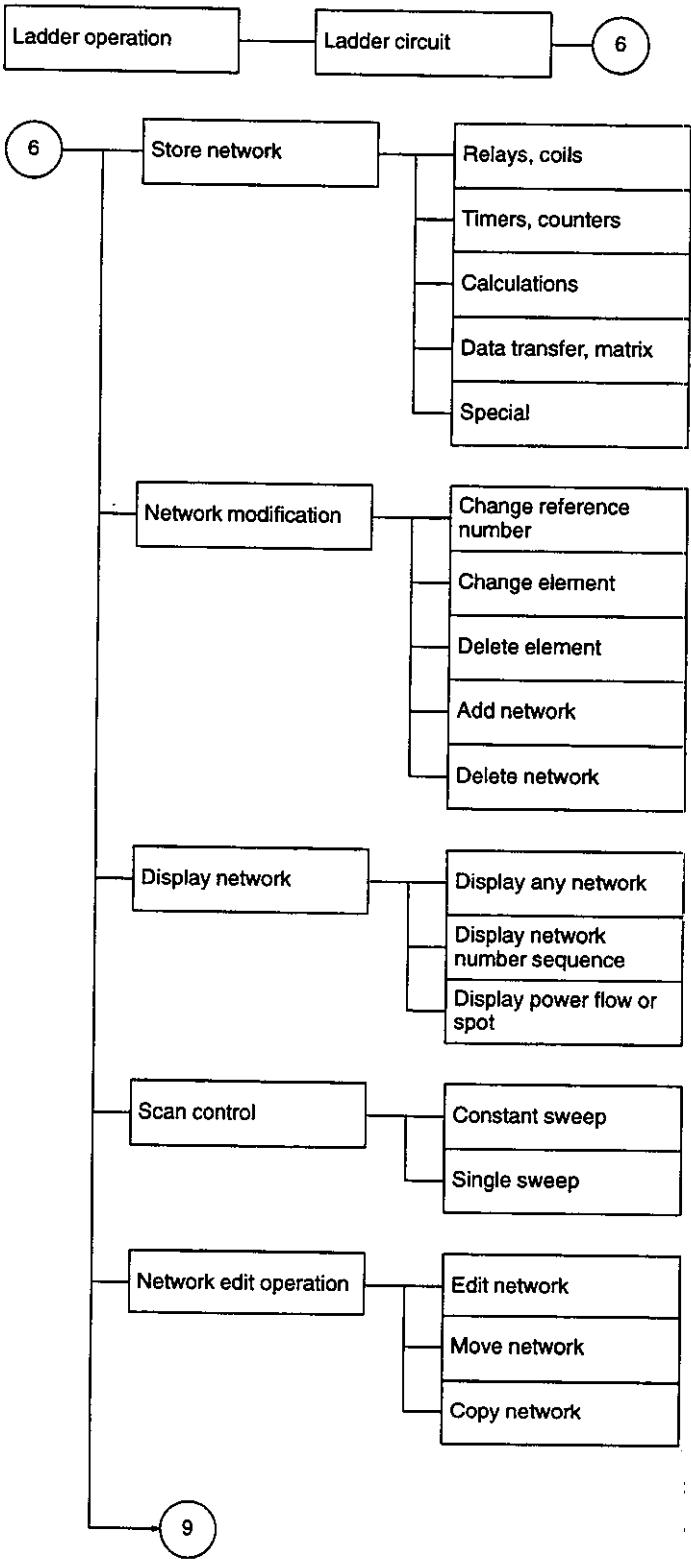 Ladder operation
Ladder circuit
6
6
Store network
Relays, coils
Timers, counters
Calculations
Data transfer, matrix
Special
Network modification
Change reference
number
Change element
Delete element
Add network
Delete network
Display network
Display any network
Display network
number sequence
Display power flow or
spot
Scan control
Constant sweep
Single sweep
Network edit operation
Edit network
Move network
Copy network
9